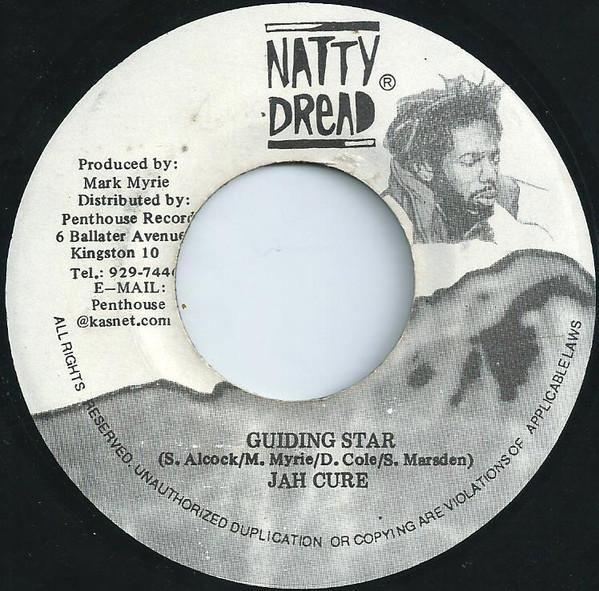 NATTY
DREAD ®
Produced by:
Mark Myrie
Distributed by:
Penthouse Record
6 Ballater Avenue
Kingston 10
Tel,: 929-744
E—MAIL:
Penthouse
@kasnet.com
GUIDING STAR
(S. Alcock/M. Myrie/D. Cole/S. Marsden)
JAH CURE
ALL RIGHTS RESERVED. UNAUTHORIZED DUPLICATION OR COPYING ARE VIOLATIONS OF APPLICABLE LAWS